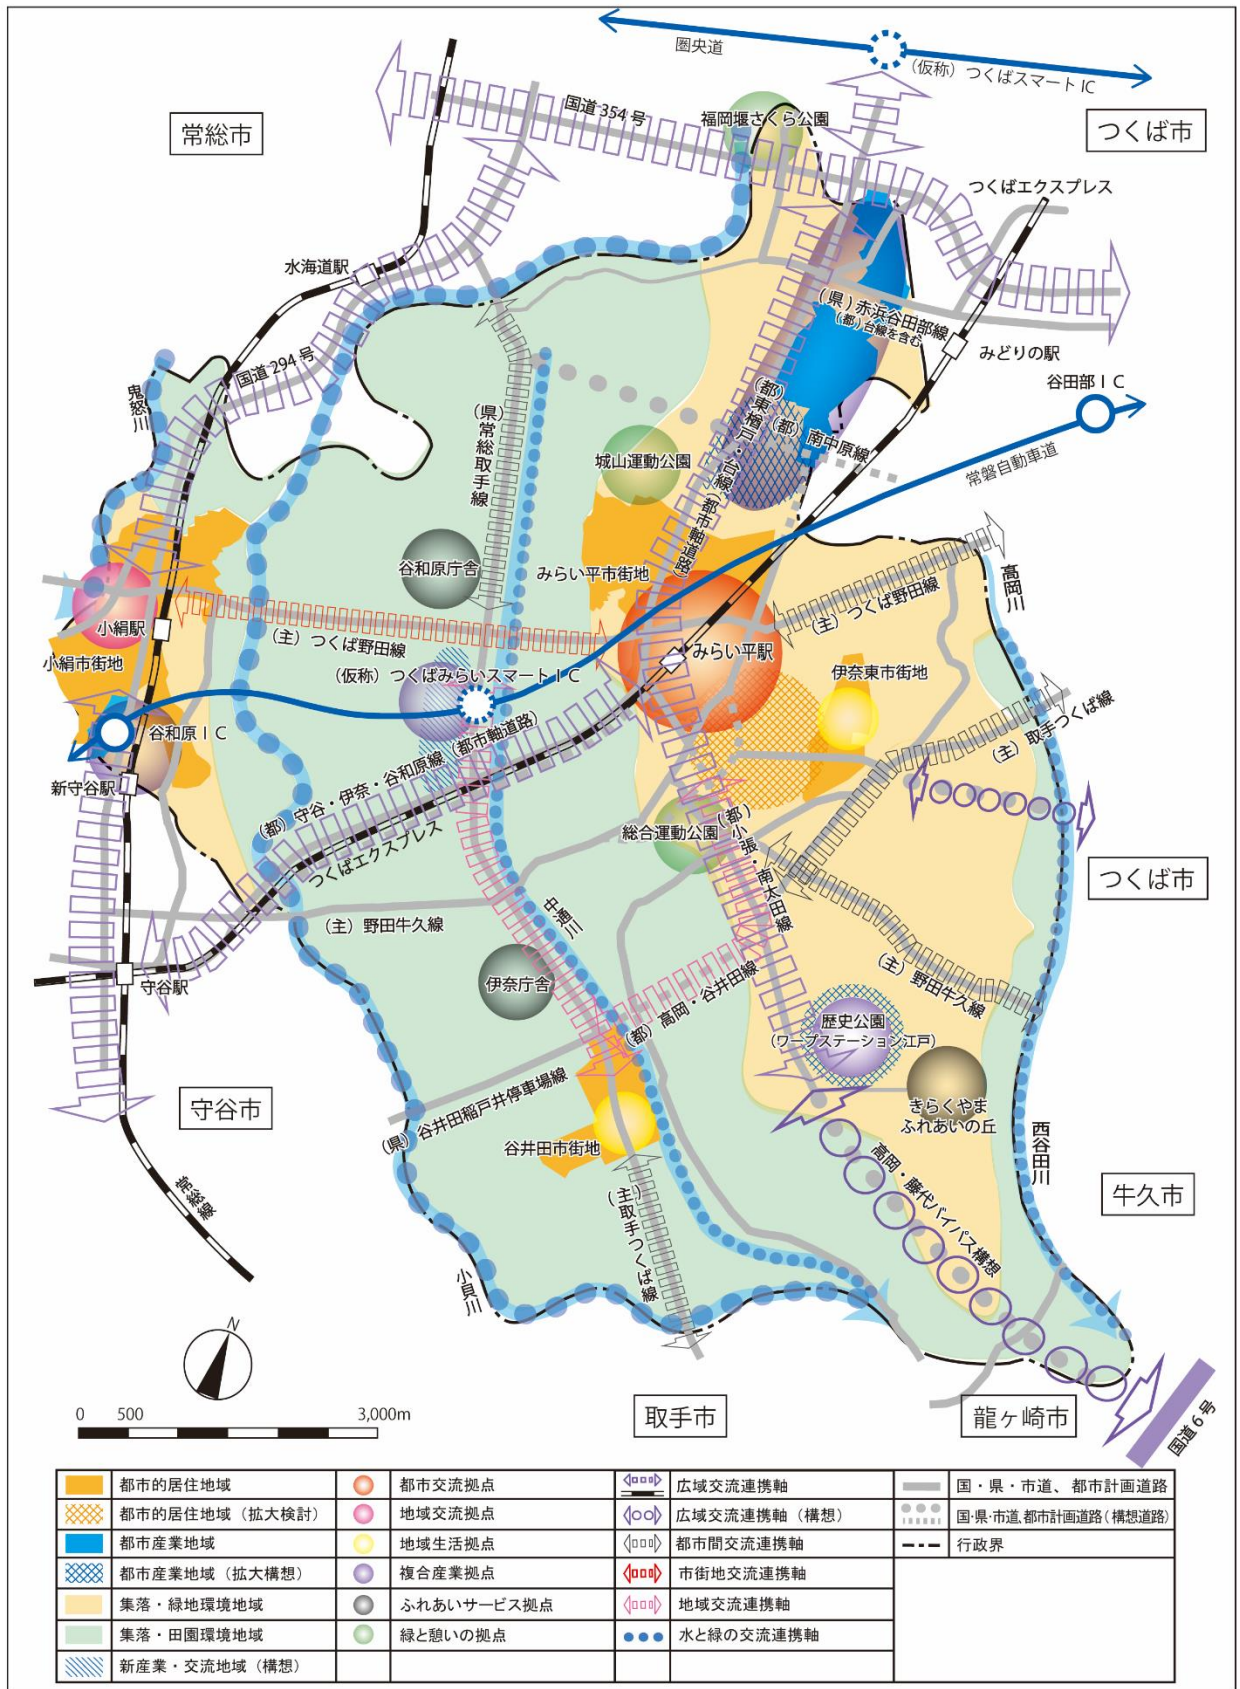 圏央道
(仮称)つくばスマートIC
常総市
国道354号
福岡堰さくら公園
つくば市
つくばエクスプレス
水海道駅
(県)赤浜谷田部線
(都)台線を含む
みどりの駅
鬼怒川
国道294号
谷田部IC
(県)常総取手線
(都)東楢戸・台線(都市軸道路)
(都)南中原線
城山運動公園
常磐自動車道
谷和原庁舎
みらい平市街地
高岡川
小絹駅
(主)つくば野田線
(主)つくば野田線
小絹市街地
(仮称)つくばみらいスマートIC
みらい平駅
伊奈東市街地
谷和原IC
(主)取手つくば線
新守谷駅
(都)守谷・伊奈・谷和原線(都市軸道路)
つくばエクスプレス
総合運動公園
(都)小張・南太田線
つくば市
(主)野田牛久線
中通川
(主)野田牛久線
守谷駅
伊奈庁舎
(都)高岡・谷井田線
歴史公園
(ワープステーション江戸)
守谷市
(県)谷井田稲戸井停車場線
きらくやま
ふれあいの丘
谷井田市街地
西谷田川
高岡・藤代バイパス構想
牛久市
常総線
(主)取手つくば線
小貝川
N
0 500 3,000m
取手市
龍ヶ崎市
国道6号
都市的居住地域
都市交流拠点
広域交流連携軸
国・県・市道、都市計画道路
都市的居住地域(拡大検討)
地域交流拠点
広域交流連携軸(構想)
国・県・市道、都市計画道路(構想道路)
都市産業地域
地域生活拠点
都市間交流連携軸
行政界
都市産業地域(拡大構想)
複合産業拠点
市街地交流連携軸
集落・緑地環境地域
ふれあいサービス拠点
地域交流連携軸
集落・田園環境地域
緑と憩いの拠点
水と緑の交流連携軸
新産業・交流地域(構想)